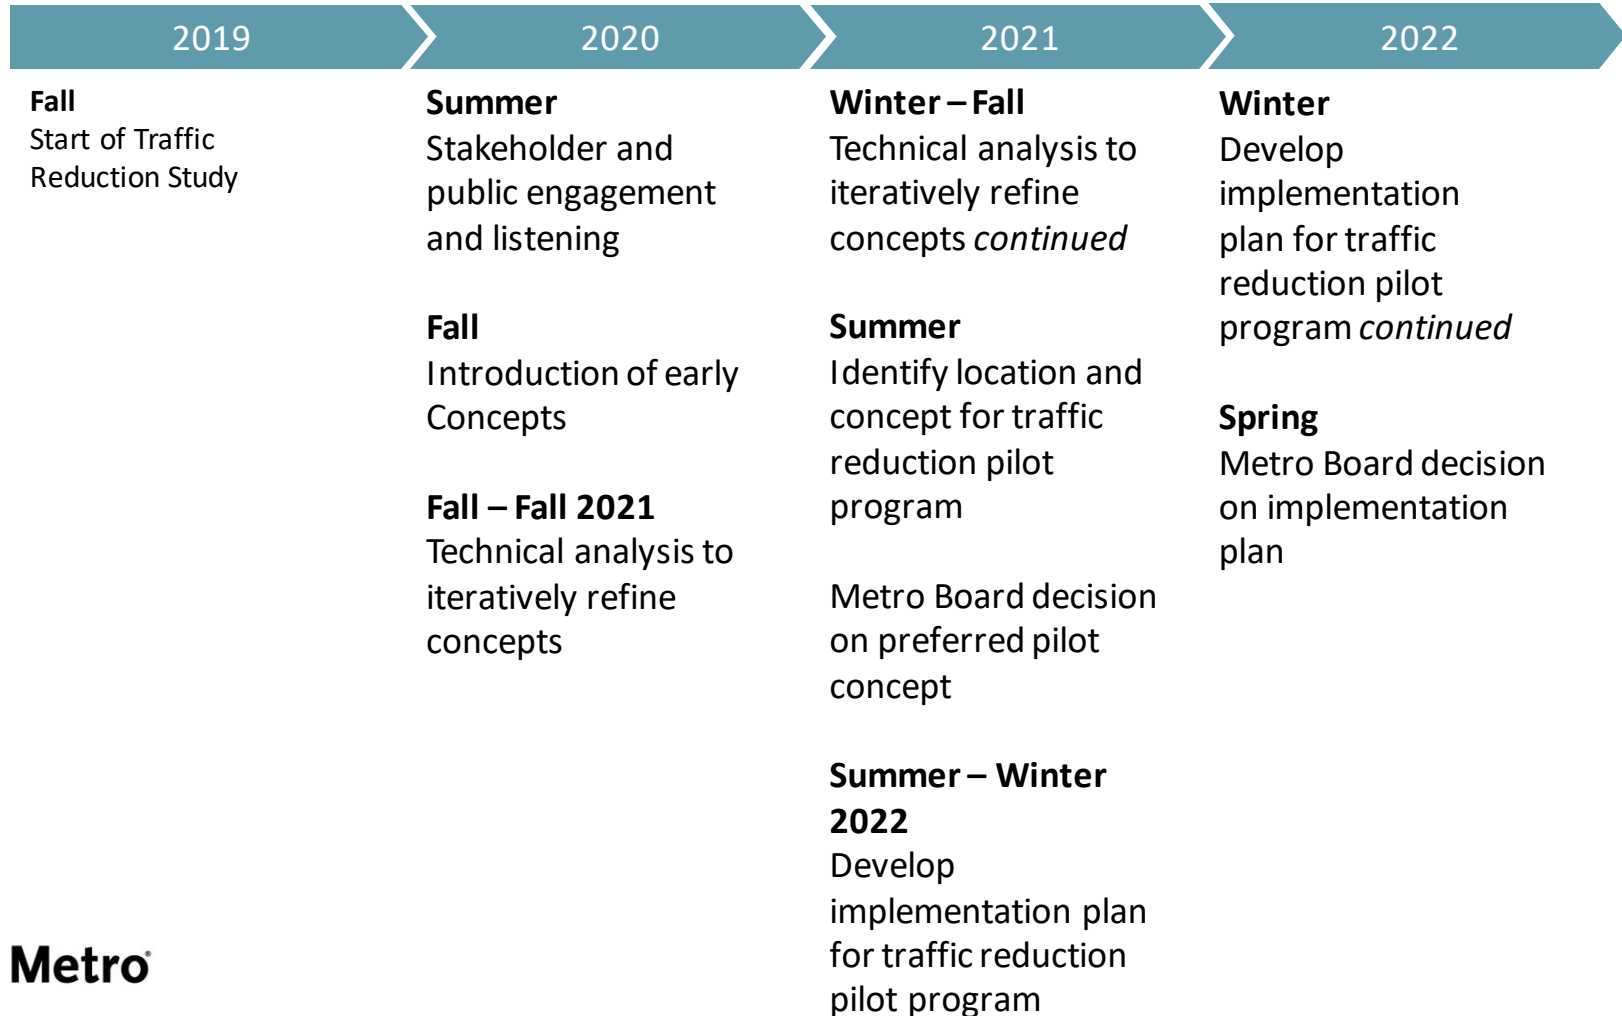 2019
2020
2021
2022
Fall
Start of Traffic
Reduction Study
Summer
Stakeholder and
public engagement
and listening
Fall
Introduction of early
Concepts
Fall – Fall 2021
Technical analysis to
iteratively refine
concepts
Winter – Fall
Technical analysis to
iteratively refine
concepts continued
Summer
Identify location and
concept for traffic
reduction pilot
program
Metro Board decision
on preferred pilot
concept
Summer – Winter
2022
Develop
implementation plan
for traffic reduction
pilot program
Winter
Develop
implementation
plan for traffic
reduction pilot
program continued
Spring
Metro Board decision
on implementation
plan
Metro